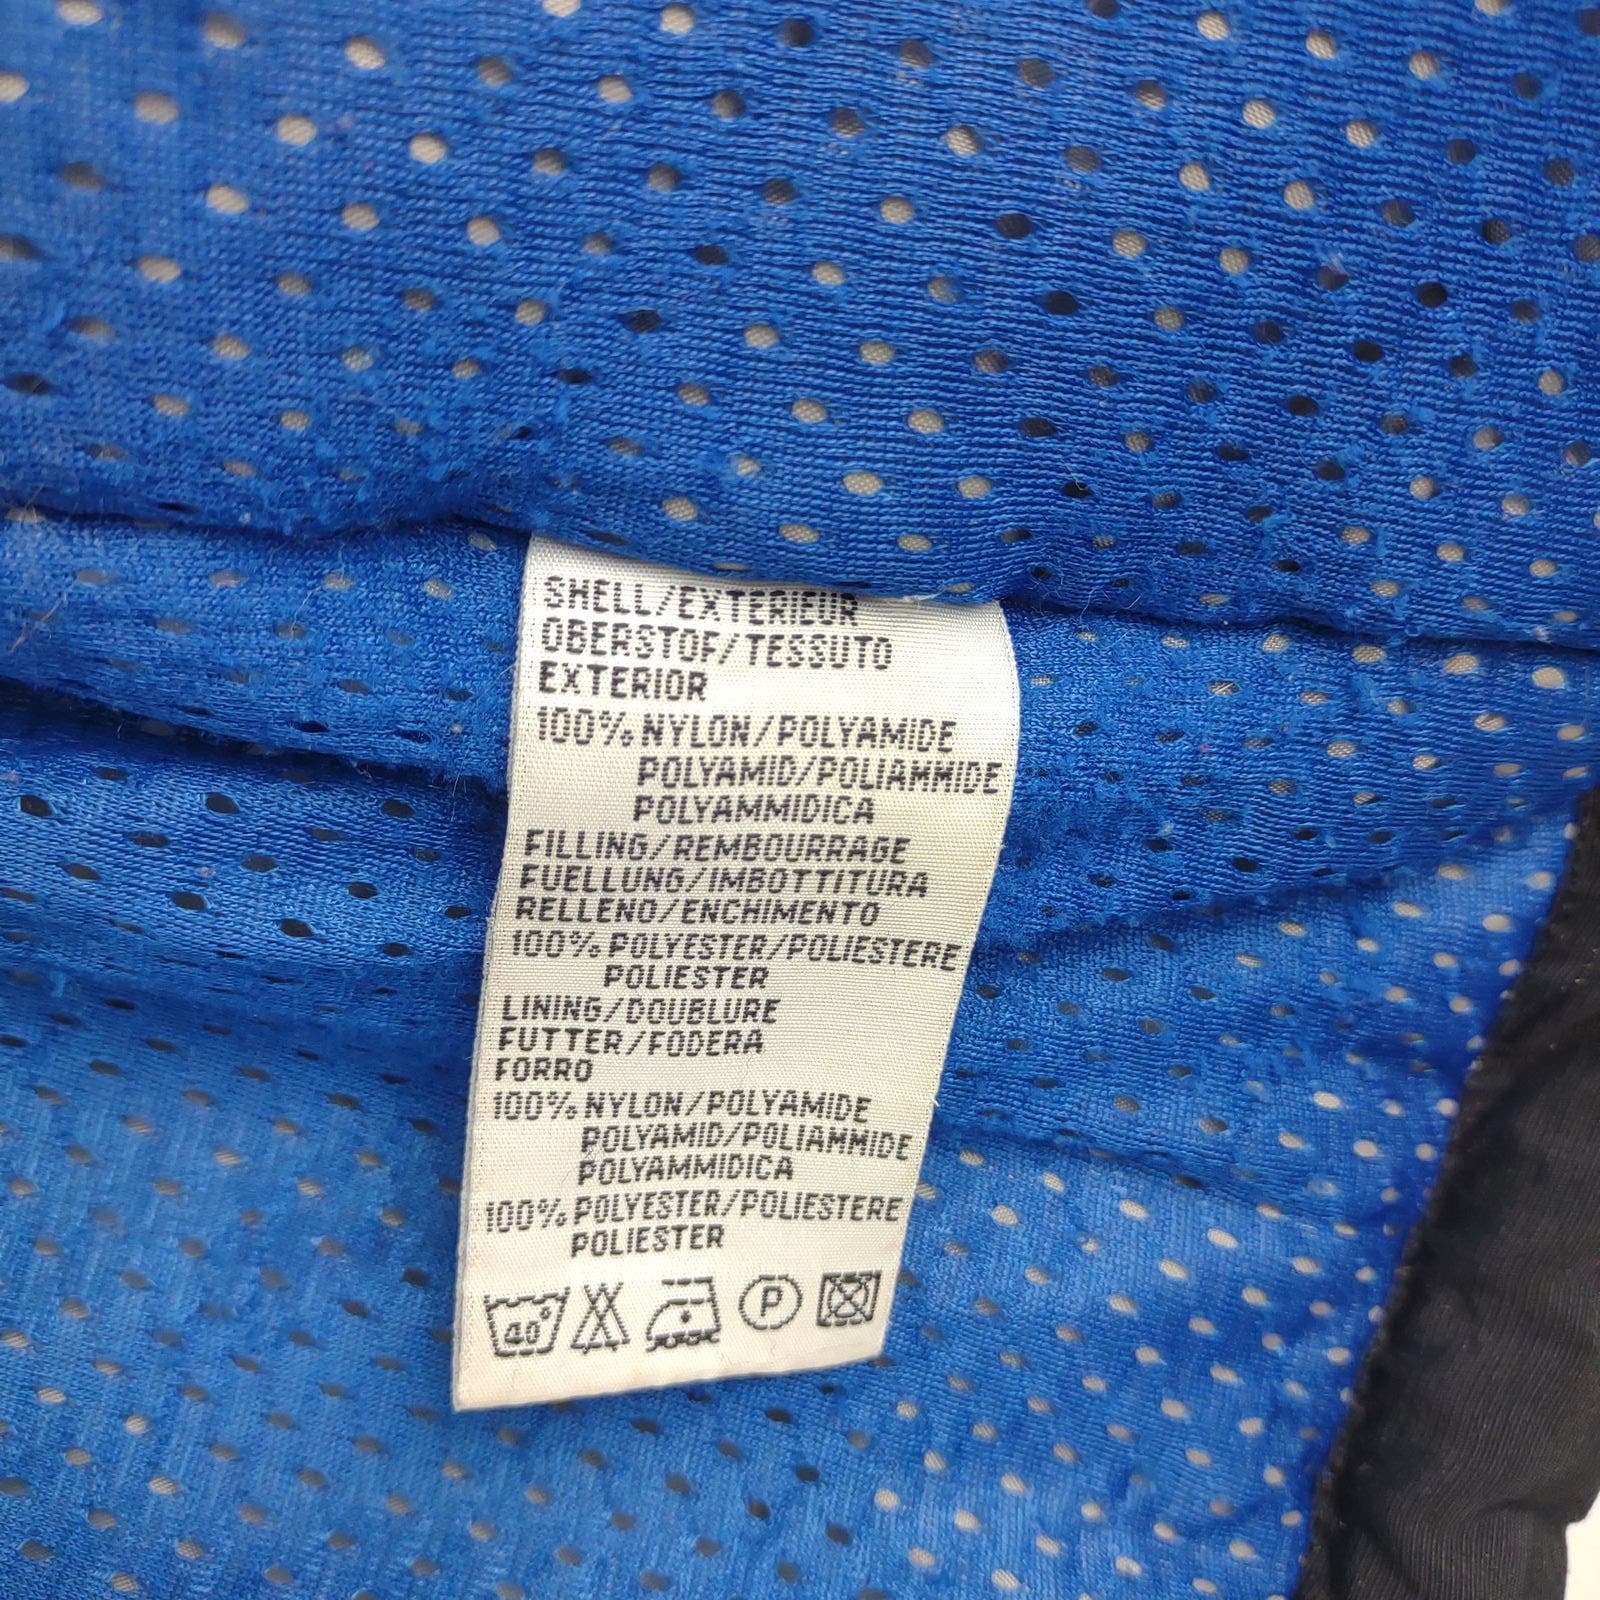 SHELL/EXTERIEUR
OBERSTOF/TESSUTO
EXTERIOR
100% NYLON/POLYAMIDE
POLYAMID/POLIAMMIDE
POLYAMMIDICA
FILLING/REMBOURRAGE
FUELLUNG/IMBOTTITURA
RELLENO/ENCHIMENTO
100% POLYESTER/POLIESTERE
POLIESTER
LINING/DOUBLURE
FUTTER/FODERA
FORRO
100% NYLON/POLYAMIDE
POLYAMID/POLIAMMIDE
POLYAMMIDICA
100% POLYESTER/POLIESTERE
POLIESTER
40° P